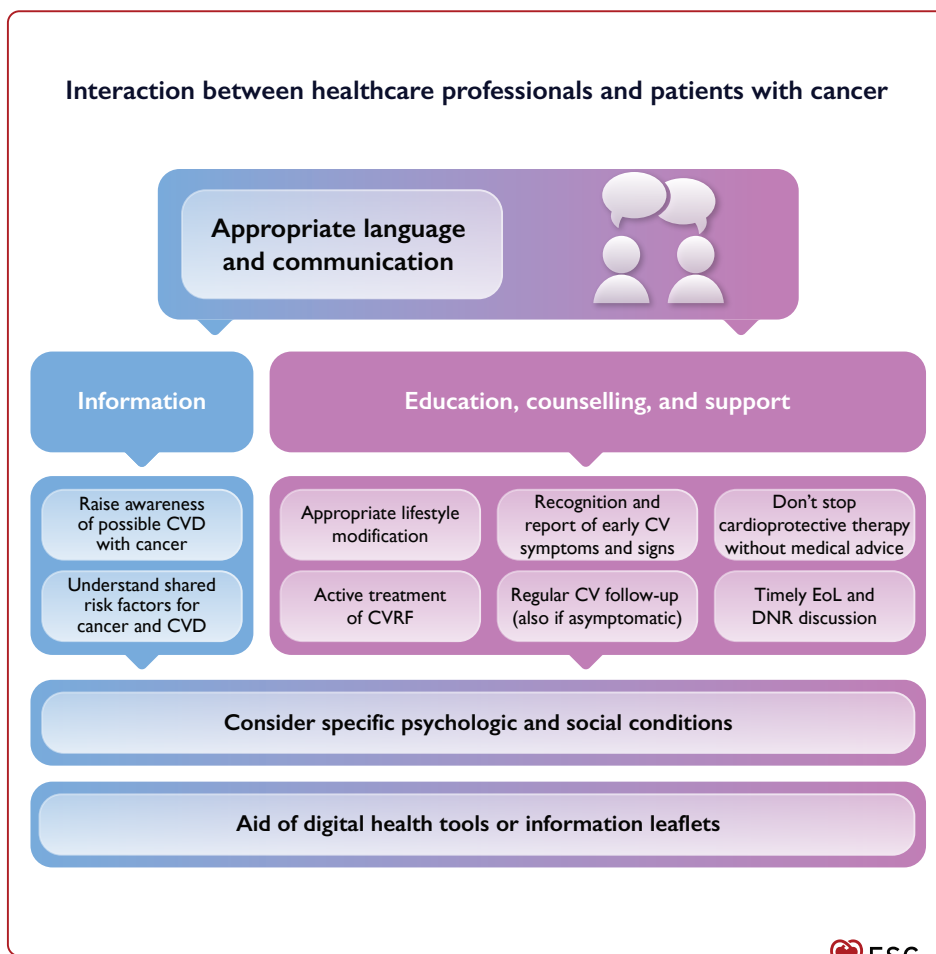 Interaction between healthcare professionals and patients with cancer
Appropriate language
and communication
Information
Education, counselling, and support
Raise awareness
of possible CVD
with cancer
Understand shared
risk factors for
cancer and CVD
Appropriate lifestyle
modification
Recognition and
report of early CV
symptoms and signs
Don't stop
cardioprotective therapy
without medical advice
Active treatment
of CVRF
Regular CV follow-up
(also if asymptomatic)
Timely EoL and
DNR discussion
Consider specific psychologic and social conditions
Aid of digital health tools or information leaflets
ESC